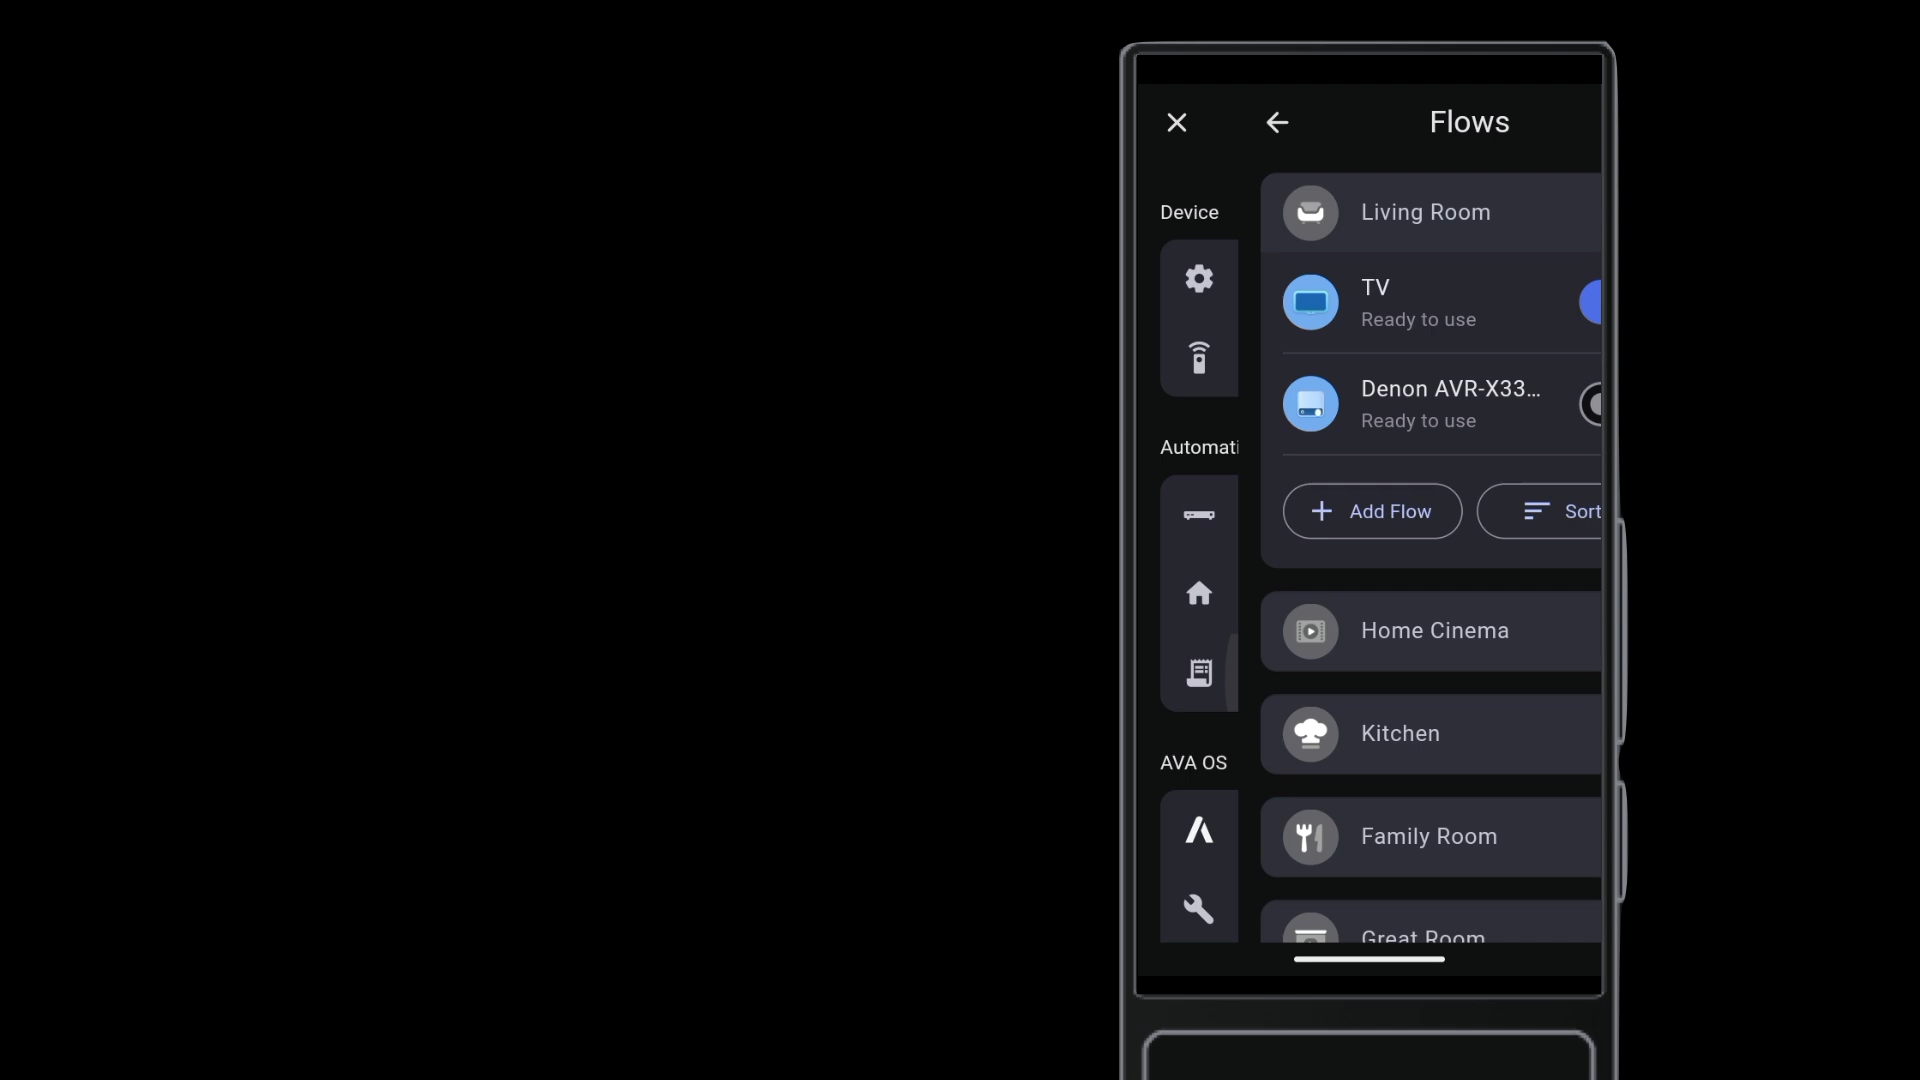 Flows
Device
Automati
AVA OS
Living Room
TV
Ready to use
Denon AVR-X33...
Ready to use
Add Flow
Sort
Home Cinema
Kitchen
Family Room
Great Room